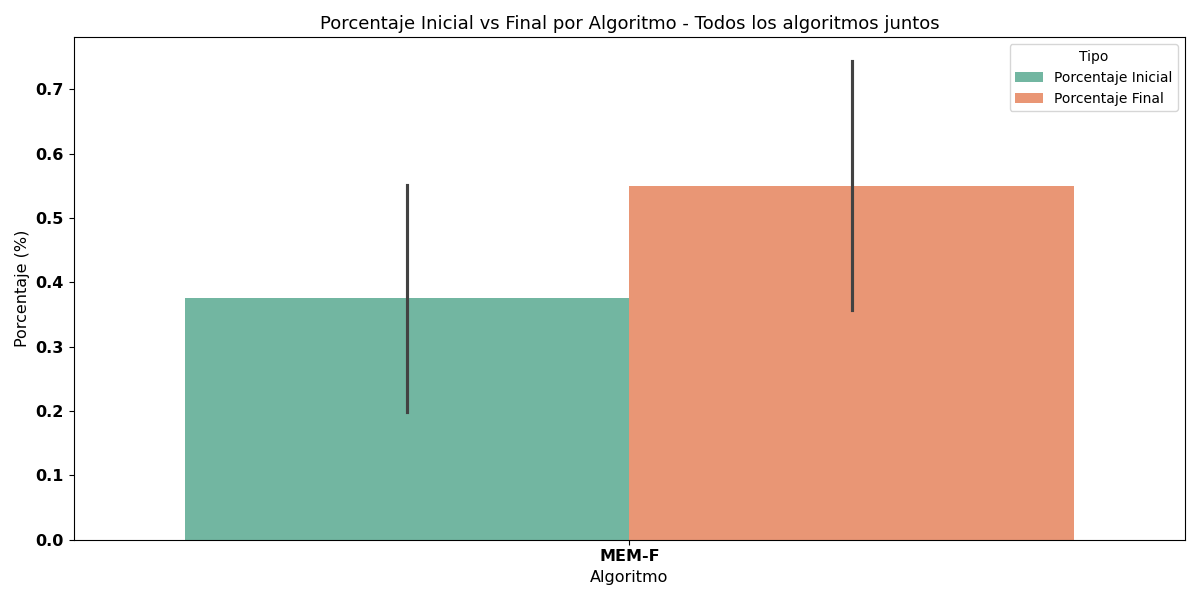 Porcentaje Inicial vs Final por Algoritmo - Todos los algoritmos juntos
Tipo
Porcentaje Inicial
Porcentaje Final
Porcentaje (%)
0.7
0.6
0.5
0.4
0.3
0.2
0.1
0.0
MEM-F
Algoritmo